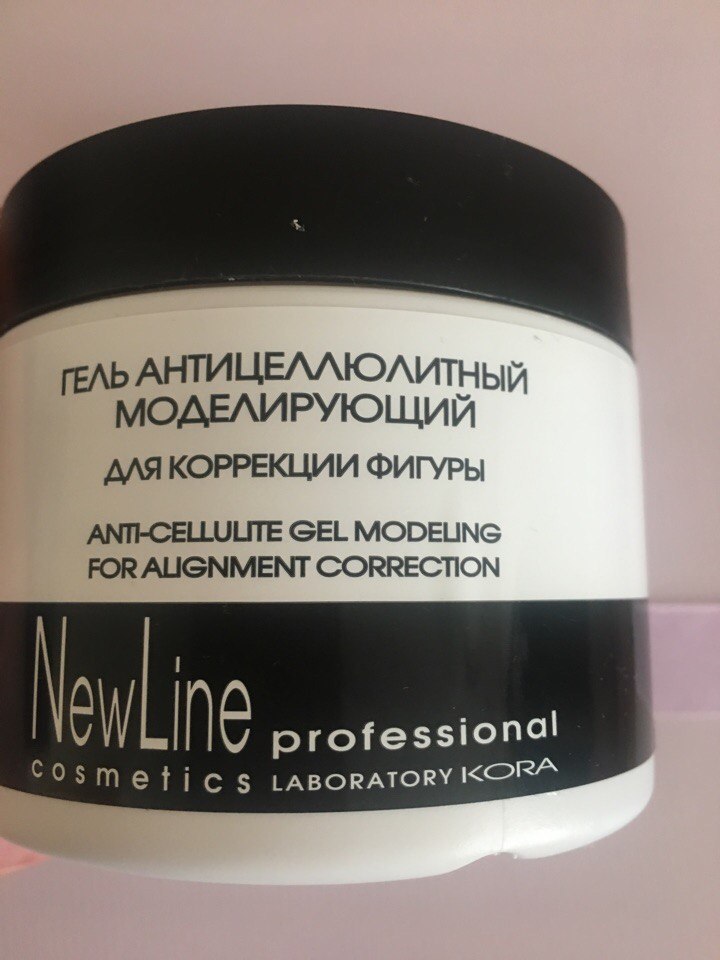 ГЕЛЬ АНТИЦЕЛЛЮЛИТНЫЙ
МОДЕЛИРУЮЩИЙ
ДЛЯ КОРРЕКЦИИ ФИГУРЫ
ANTI-CELLULITE GEL MODELING
FOR ALIGNMENT CORRECTION
NewLine professional
cosmetics LABORATORY KORA